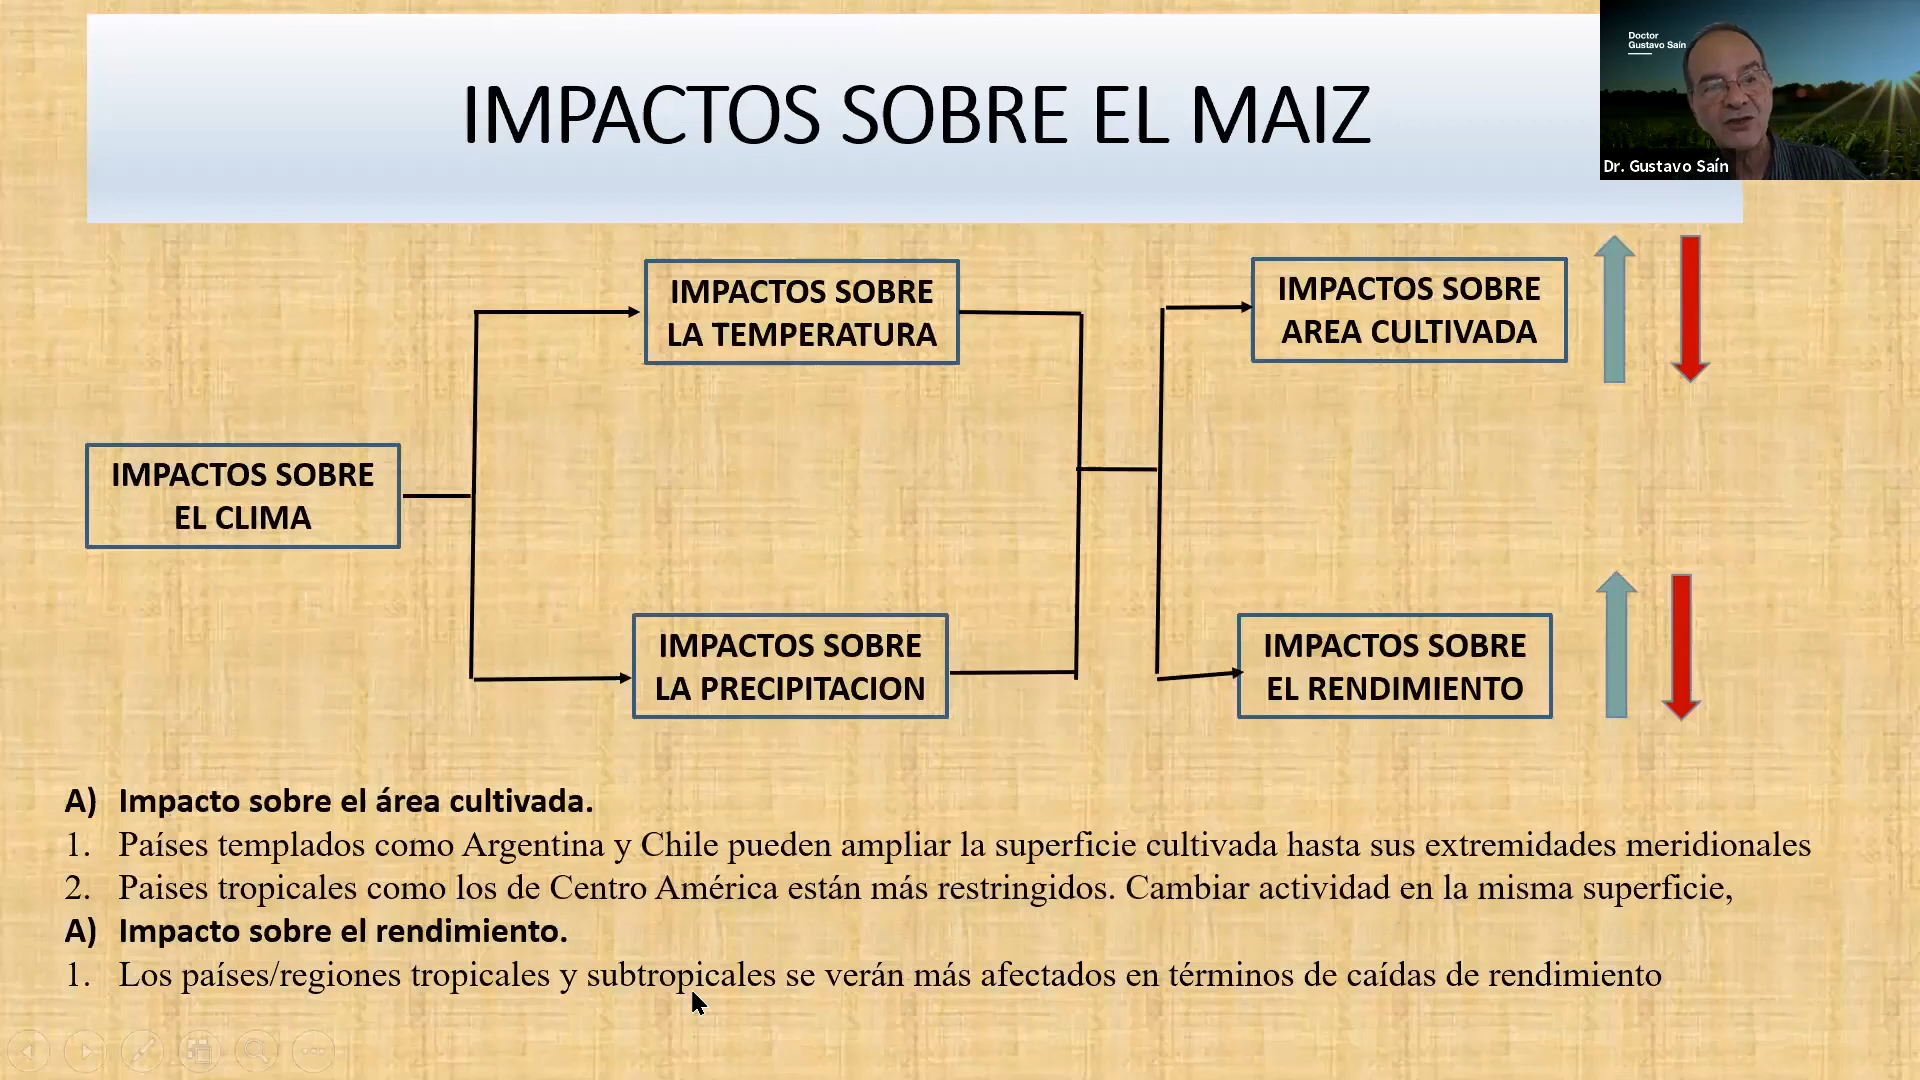 IMPACTOS SOBRE EL MAIZ
Doctor
Gustavo Saín
Dr. Gustavo Saín
IMPACTOS SOBRE
LA TEMPERATURA
IMPACTOS SOBRE
AREA CULTIVADA
IMPACTOS SOBRE
EL CLIMA
IMPACTOS SOBRE
LA PRECIPITACION
IMPACTOS SOBRE
EL RENDIMIENTO
A) Impacto sobre el área cultivada.
1. Países templados como Argentina y Chile pueden ampliar la superficie cultivada hasta sus extremidades meridionales
2. Paises tropicales como los de Centro América están más restringidos. Cambiar actividad en la misma superficie,
A) Impacto sobre el rendimiento.
1. Los países/regiones tropicales y subtropicales se verán más afectados en términos de caídas de rendimiento